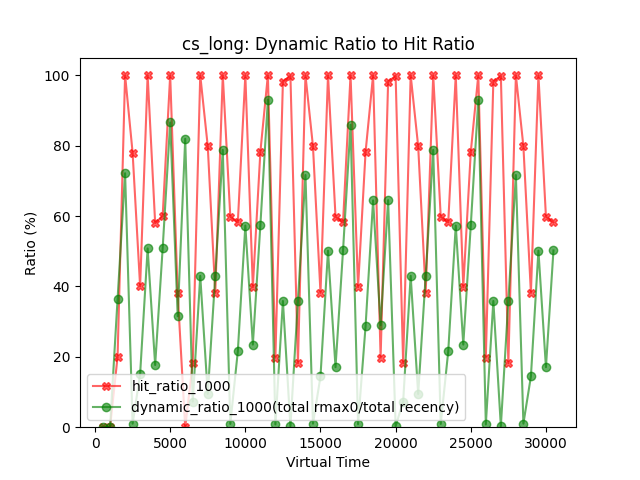 cs_long: Dynamic Ratio to Hit Ratio
Ratio (%)
100
80
60
40
20
0
hit_ratio_1000
dynamic_ratio_1000(total rmax0/total recency)
0
5000
10000
15000
20000
25000
30000
Virtual Time